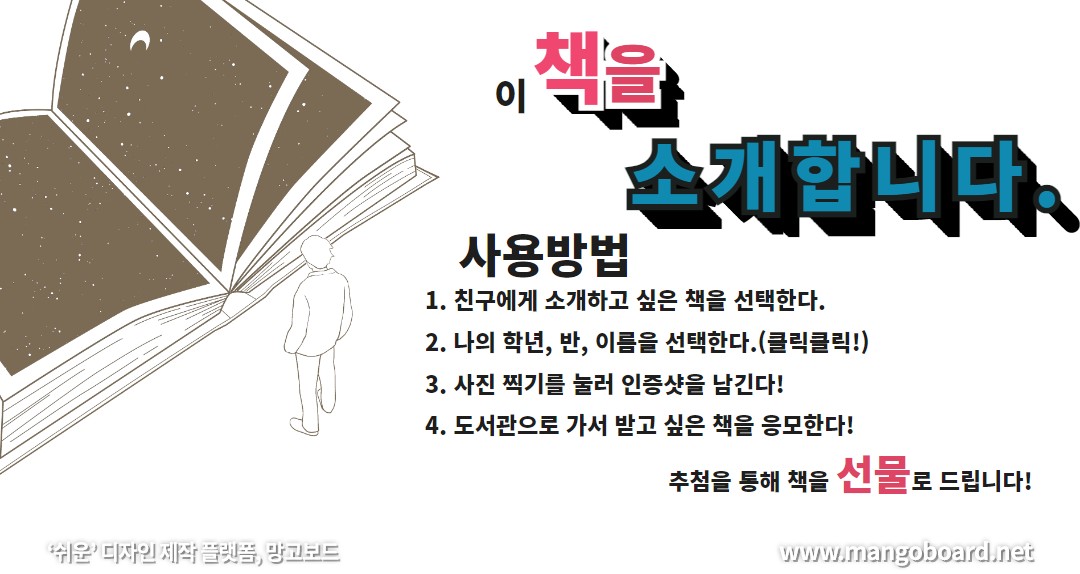 이 책을
소개합니다.
사용방법
1. 친구에게 소개하고 싶은 책을 선택한다.
2. 나의 학년, 반, 이름을 선택한다.(클릭클릭!)
3. 사진 찍기를 눌러 인증샷을 남긴다!
4. 도서관으로 가서 받고 싶은 책을 응모한다!
추첨을 통해 책을 선물로 드립니다!
'쉬운' 디자인 제작 플랫폼, 망고보드
www.mangoboard.net